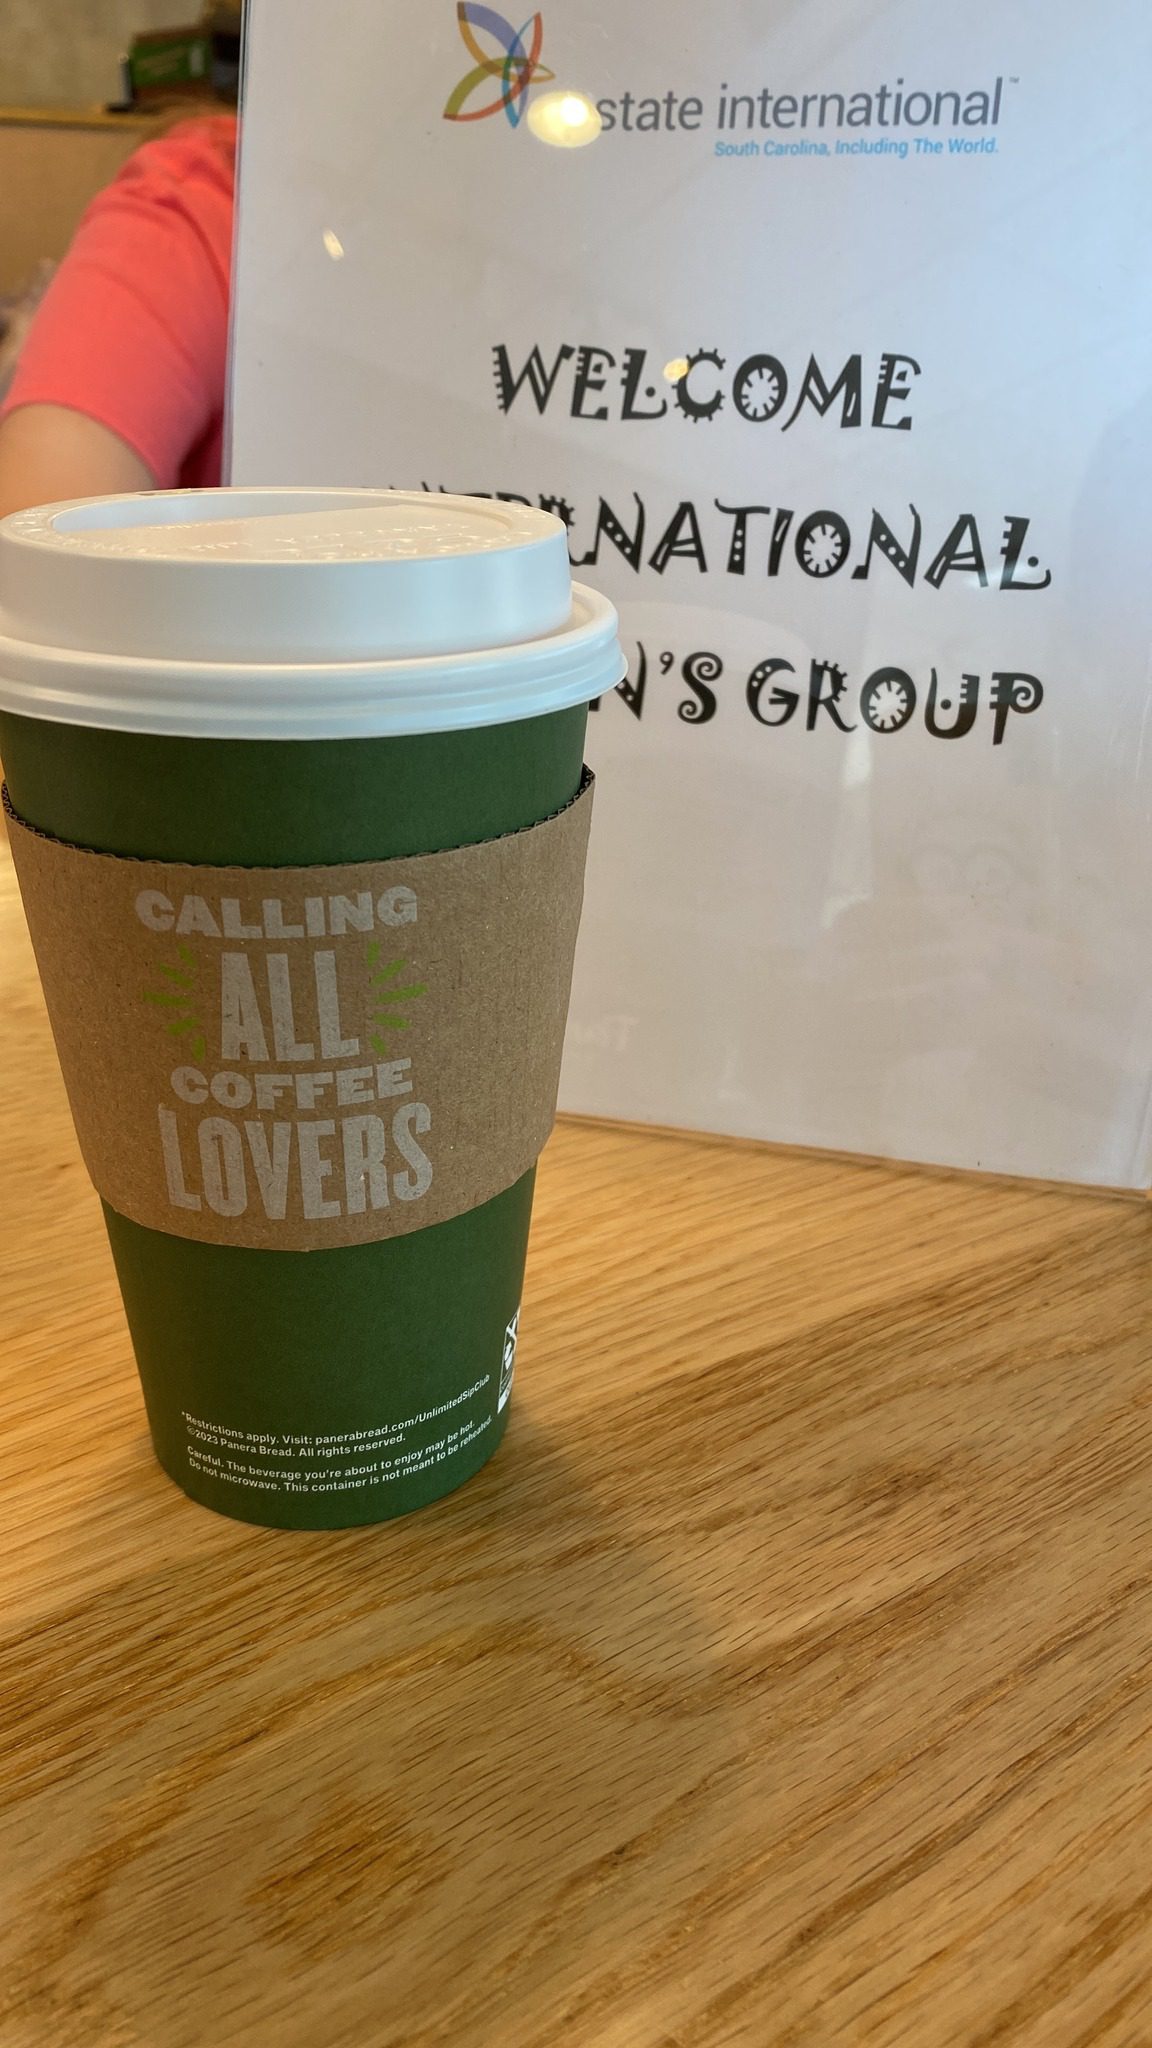 state international™
South Carolina, Including The World.
WELCOME
INTERNATIONAL
N'S GROUP
CALLING
ALL
COFFEE
LOVERS
*Restrictions apply. Visit: panerabread.com/UnlimitedSipClub
©2023 Panera Bread. All rights reserved.
Careful. The beverage you're about to enjoy may be hot.
Do not microwave. This container is not meant to be reheated.